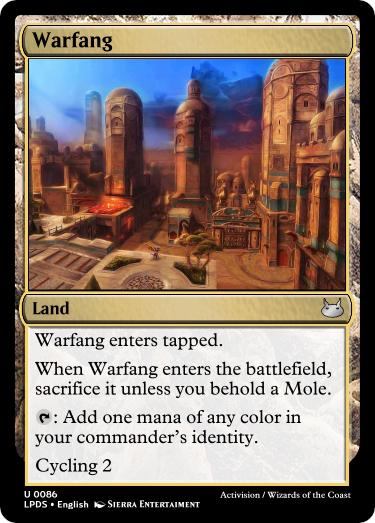 Warfang
Land
Warfang enters tapped.
When Warfang enters the battlefield,
sacrifice it unless you behold a Mole.
: Add one mana of any color in
your commander's identity.
Cycling 2
U 0086
LPDS • English Sierra Entertaiment
Activision / Wizards of the Coast